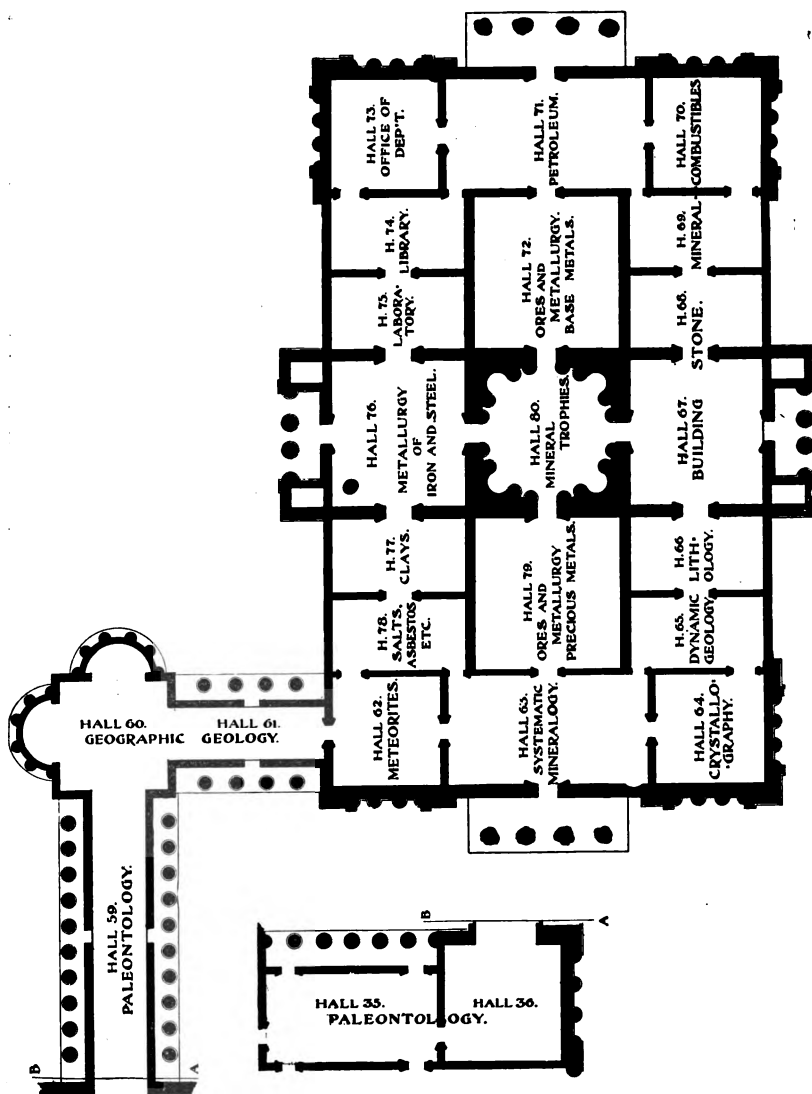 HALL 73.
OFFICE OF
DEP'T.
HALL 71.
PETROLEUM.
HALL 70.
MINERAL-COMBUSTIBLES
H. 74.
LIBRARY.
HALL 72.
ORES AND
METALLURGY.
BASE METALS.
H. 69.
H. 75.
LABORA-
TORY.
H. 68.
HALL 76.
METALLURGY
OF
IRON AND STEEL.
HALL 80.
MINERAL
TROPHIES.
HALL 67.
BUILDING STONE.
H. 77.
CLAYS.
HALL 79.
ORES AND
METALLURGY
PRECIOUS METALS.
H. 66
LITH-
OLOGY.
H. 78.
SALTS,
ASBESTOS
ETC.
H. 65.
DYNAMIC
GEOLOGY
HALL 62.
METEORITES.
HALL 63.
SYSTEMATIC
MINERALOGY.
HALL 64.
CRYSTALLO-
-GRAPHY.
HALL 60. HALL 61.
GEOGRAPHIC GEOLOGY.
HALL 59.
PALEONTOLOGY.
B
A
B
A
HALL 35. HALL 36.
PALEONTOLOGY.